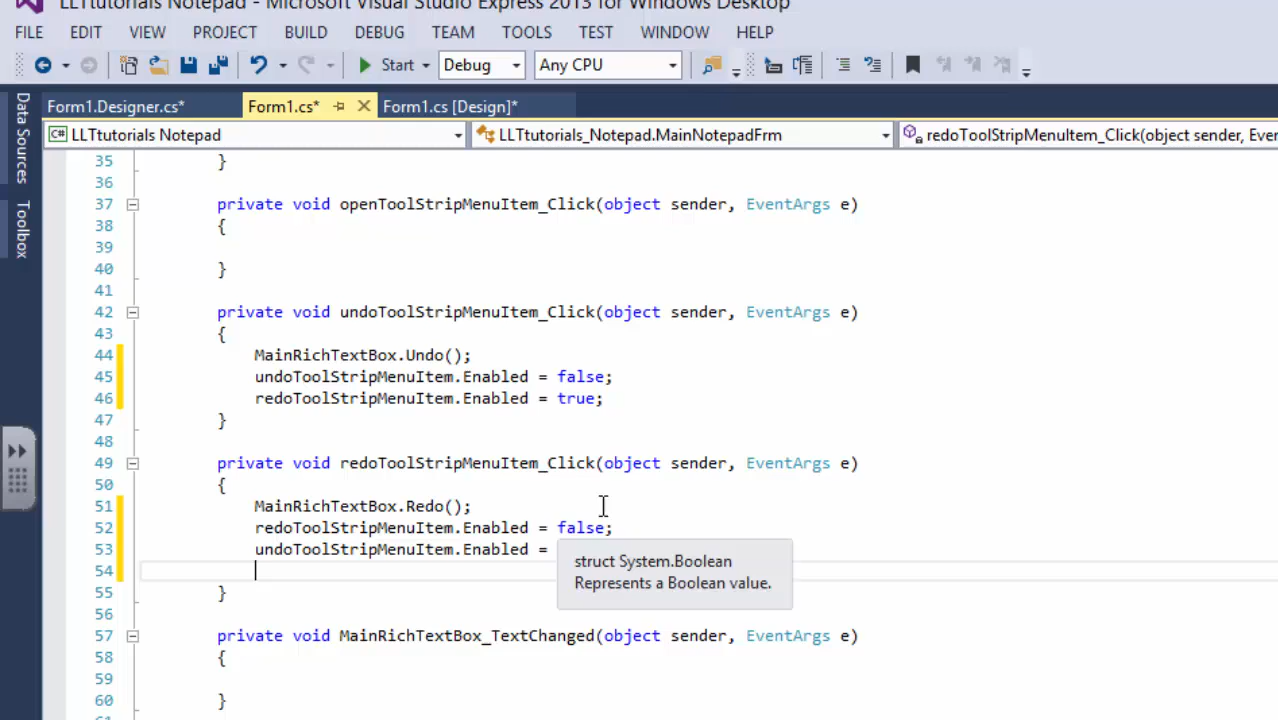 LLTtutorials Notepad - Microsoft Visual Studio Express 2013 for Windows Desktop
FILE EDIT VIEW PROJECT BUILD DEBUG TEAM TOOLS TEST WINDOW HELP
Start Debug Any CPU
Data Sources
Toolbox
Form1.Designer.cs* Form1.cs* Form1.cs [Design]*
C# LLTtutorials Notepad LLTtutorials_Notepad.MainNotepadFrm redoToolStripMenuItem_Click(object sender, Even
35 }
36
37 private void openToolStripMenuItem_Click(object sender, EventArgs e)
38 {
39
40 }
41
42 private void undoToolStripMenuItem_Click(object sender, EventArgs e)
43 {
44 MainRichTextBox.Undo();
45 undoToolStripMenuItem.Enabled = false;
46 redoToolStripMenuItem.Enabled = true;
47 }
48
49 private void redoToolStripMenuItem_Click(object sender, EventArgs e)
50 {
51 MainRichTextBox.Redo();
52 redoToolStripMenuItem.Enabled = false;
53 undoToolStripMenuItem.Enabled =
struct System.Boolean
Represents a Boolean value.
54
55 }
56
57 private void MainRichTextBox_TextChanged(object sender, EventArgs e)
58 {
59
60 }